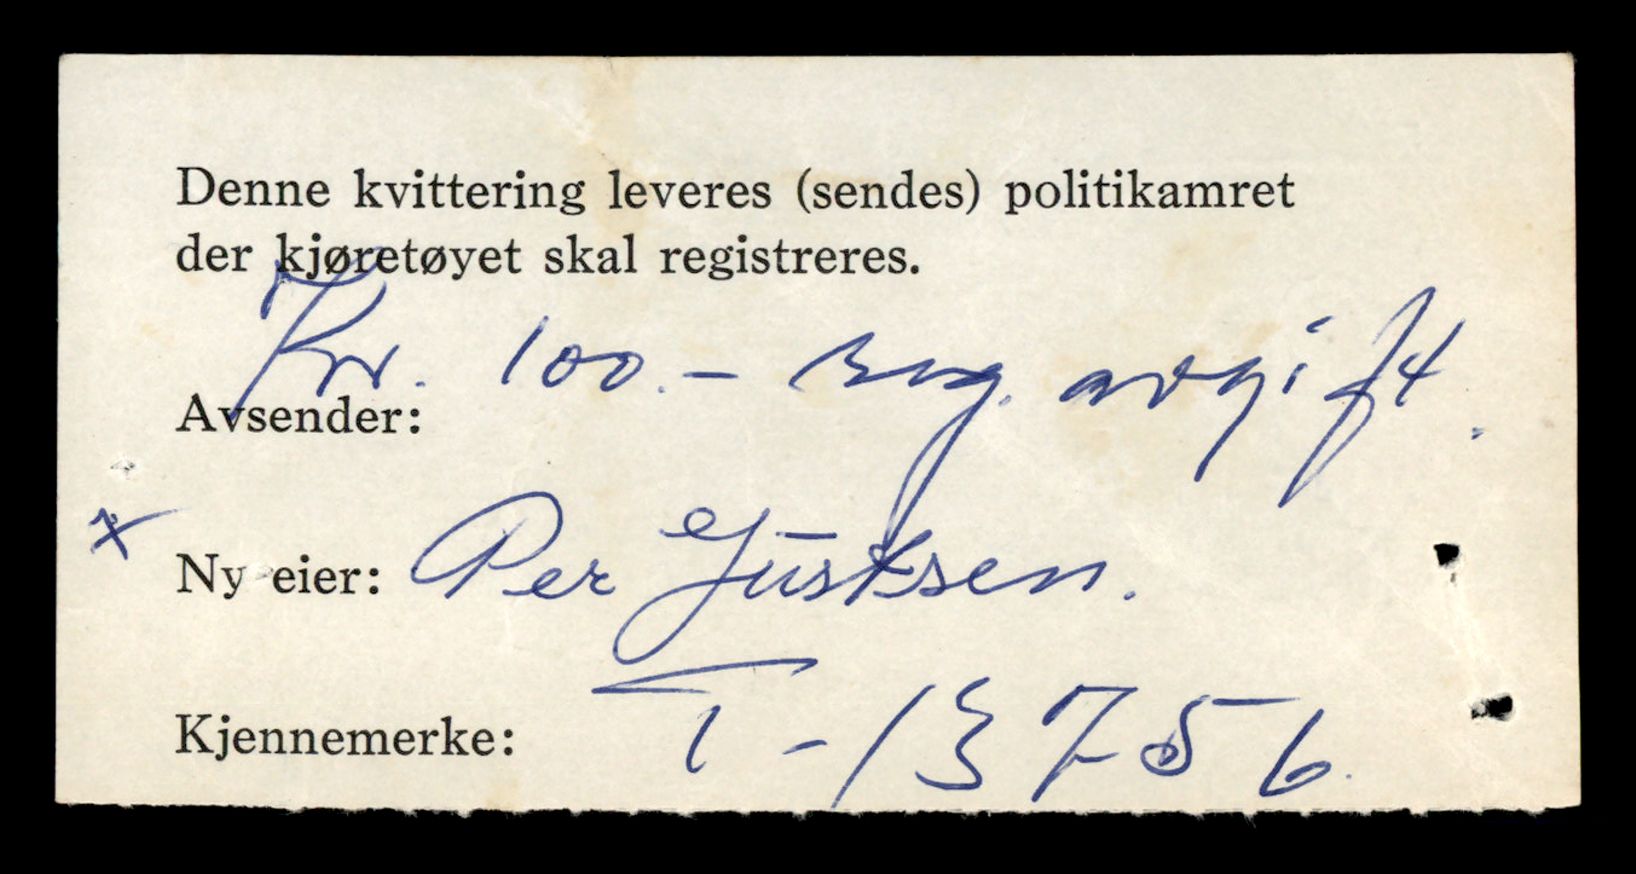 Denne kvittering leveres (sendes) politikamret
der kjøretøyet skal registreres.
Kr. 100.- avgift.
Avsender:
x
Ny eier: Per Justsen.
Kjennemerke: T-13756